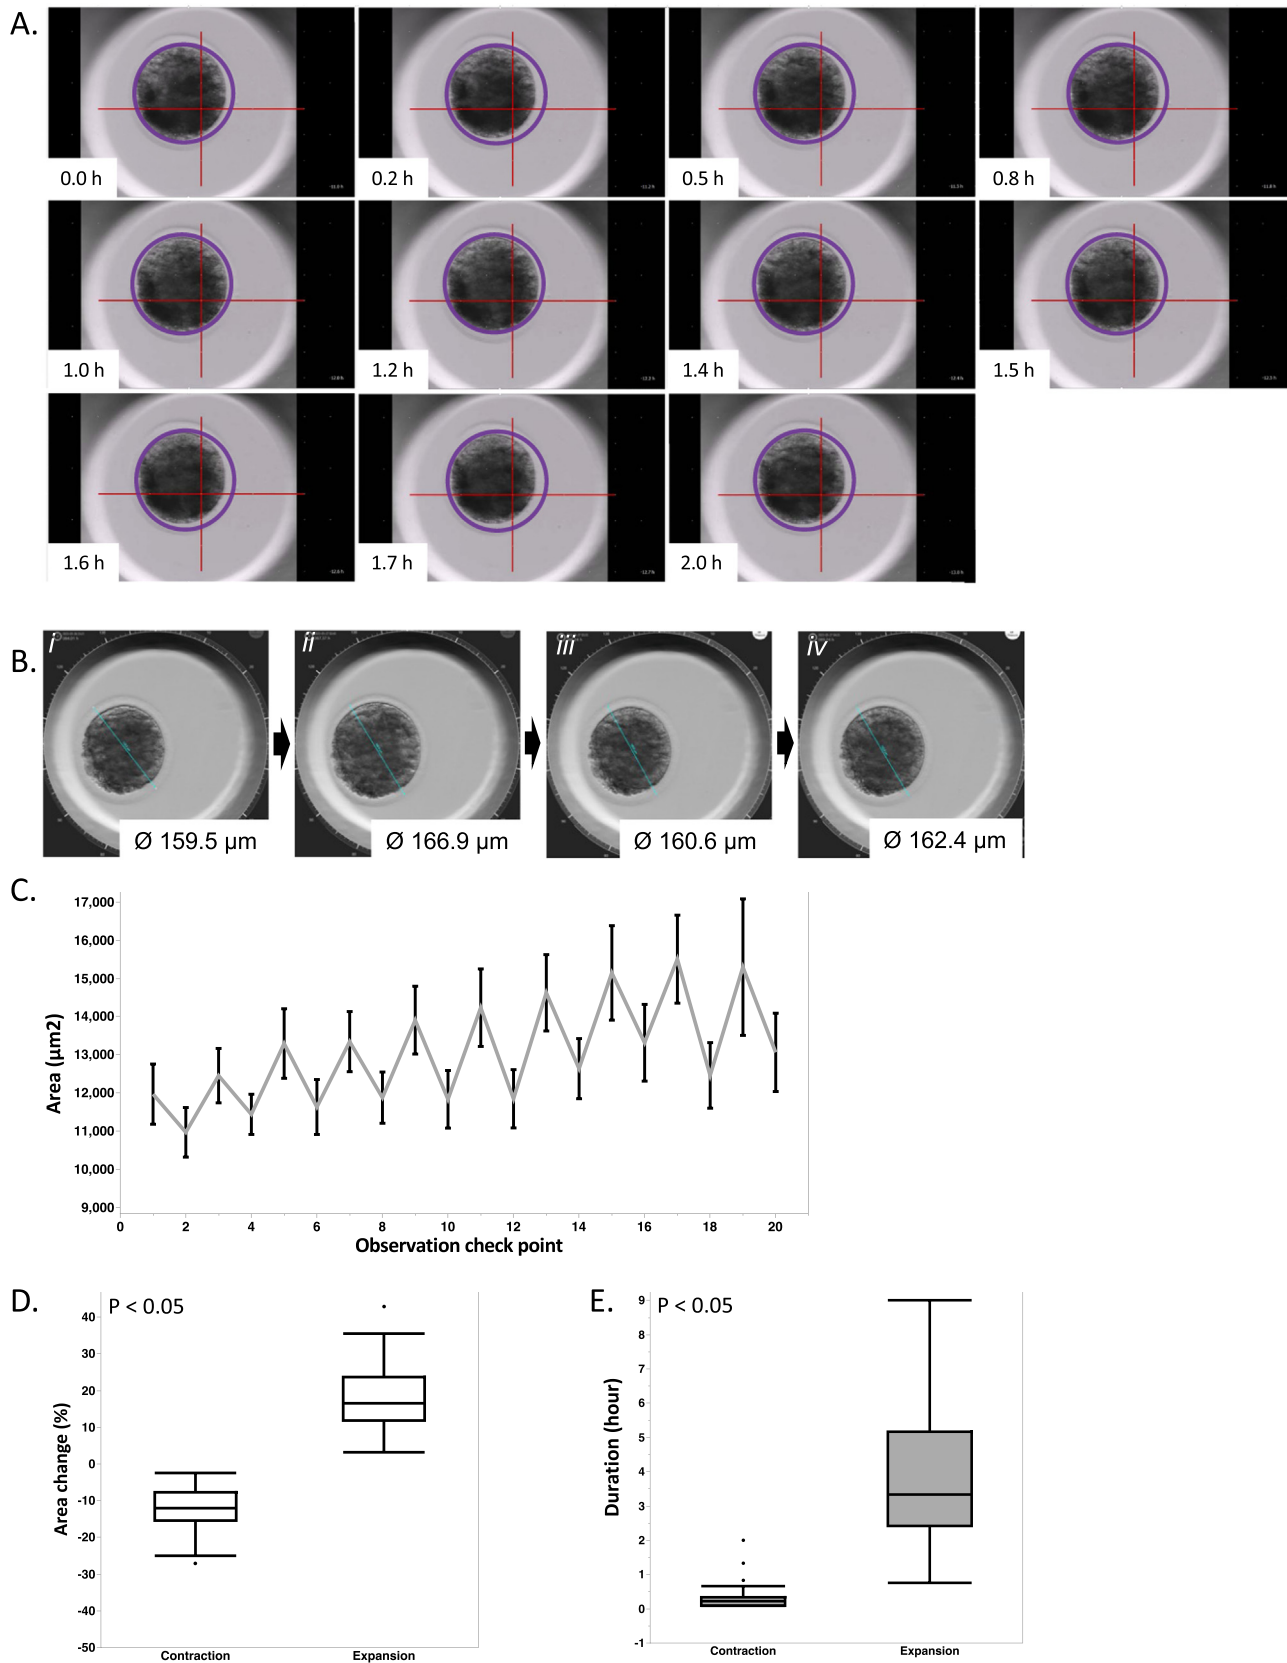 A.
0.0 h
0.2 h
0.5 h
0.8 h
1.0 h
1.2 h
1.4 h
1.5 h
1.6 h
1.7 h
2.0 h
B.
i
ii
iii
iv
Ø 159.5 µm
Ø 166.9 µm
Ø 160.6 µm
Ø 162.4 µm
C.
Area (µm2)
17,000
16,000
15,000
14,000
13,000
12,000
11,000
10,000
9,000
0 2 4 6 8 10 12 14 16 18 20
Observation check point
D.
P < 0.05
Area change (%)
40
30
20
10
0
-10
-20
-30
-40
-50
Contraction Expansion
E.
P < 0.05
Duration (hour)
9
8
7
6
5
4
3
2
1
0
-1
Contraction Expansion